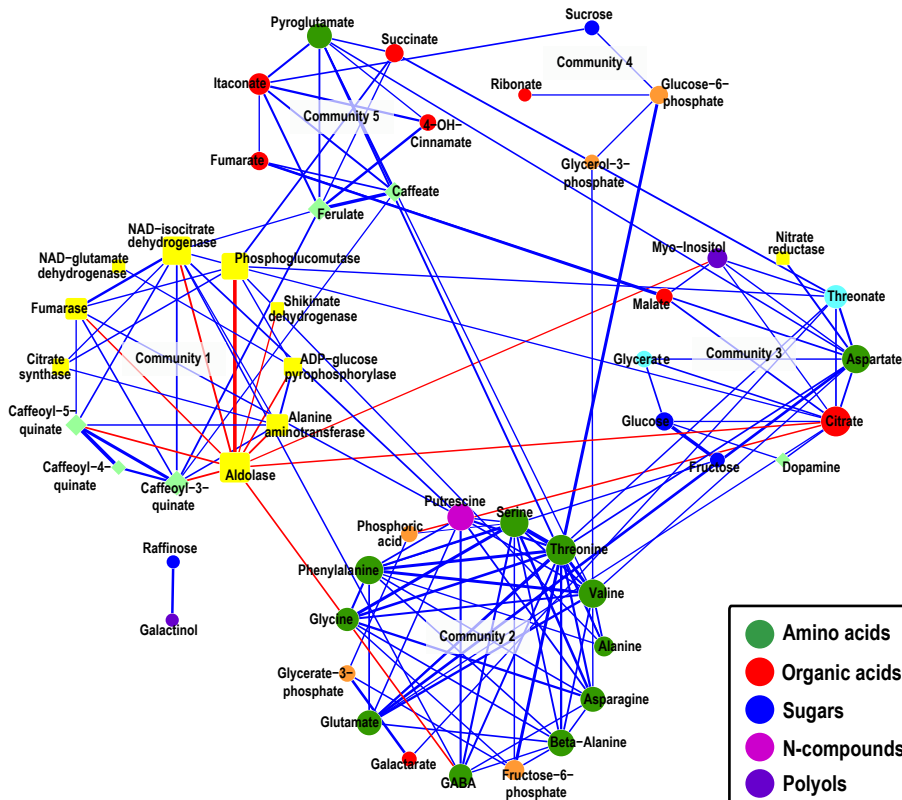 Sucrose
Pyroglutamate
Succinate
Community 4
Itaconate
Ribonate
Glucose-6-
phosphate
Community 5
4-OH-
Cinnamate
Fumarate
Glycerol-3-
phosphate
Caffeate
Ferulate
NAD-isocitrate
dehydrogenase
Nitrate
reductase
Myo-Inositol
NAD-glutamate
dehydrogenase
Phosphoglucomutase
Malate
Threonate
Fumarase
Shikimate
dehydrogenase
Community 1
Community 3
Citrate
synthase
ADP-glucose
pyrophosphorylase
Glycerate
Aspartate
Caffeoyl-5-
quinate
Alanine
aminotransferase
Glucose
Citrate
Caffeoyl-4-
quinate
Aldolase
Fructose
Dopamine
Caffeoyl-3-
quinate
Putrescine
Serine
Phosphoric
acid
Raffinose
Threonine
Phenylalanine
Valine
Glycine
Galactinol
Community 2
Alanine
Amino acids
Glycerate-3-
phosphate
Organic acids
Asparagine
Glutamate
Sugars
Beta-Alanine
N-compounds
Galactarate
GABA
Fructose-6-
phosphate
Polyols